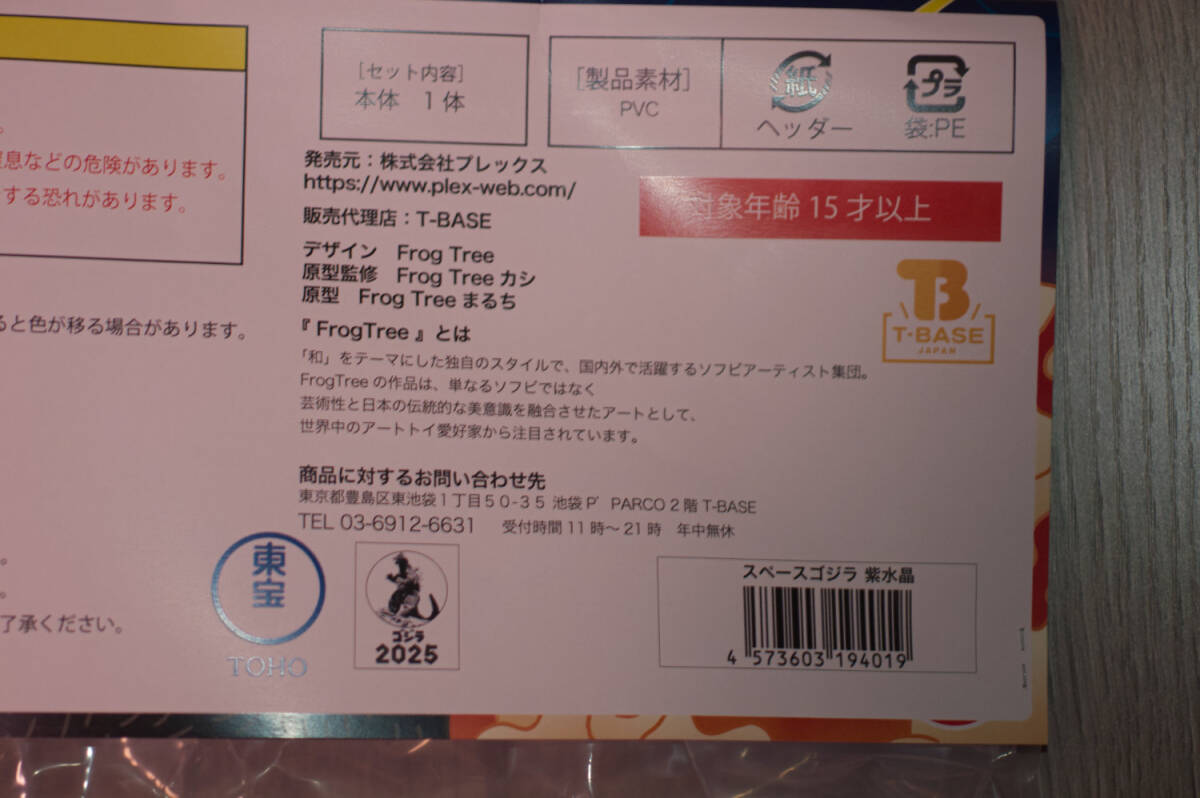 [セット内容]
本体 1体
[製品素材]
PVC
紙
ヘッダー
プラ
袋:PE
息などの危険があります。
する恐れがあります。
ると色が移る場合があります。
了承ください。
発売元：株式会社プレックス
https://www.plex-web.com/
販売代理店：T-BASE
デザイン Frog Tree
原型監修 Frog Tree カシ
原型 Frog Tree まるち
『 FrogTree 』とは
「和」をテーマにした独自のスタイルで、国内外で活躍するソフビアーティスト集団。
FrogTree の作品は、単なるソフビではなく
芸術性と日本の伝統的な美意識を融合させたアートとして、
世界中のアートトイ愛好家から注目されています。
対象年齢 15 才以上
TB
T·BASE
JAPAN
商品に対するお問い合わせ先
東京都豊島区東池袋1丁目50-35 池袋P' PARCO 2階 T-BASE
TEL 03-6912-6631 受付時間 11時～21時 年中無休
東宝
TOHO
ゴジラ
2025
スペースゴジラ 紫水晶
4 573603 194019